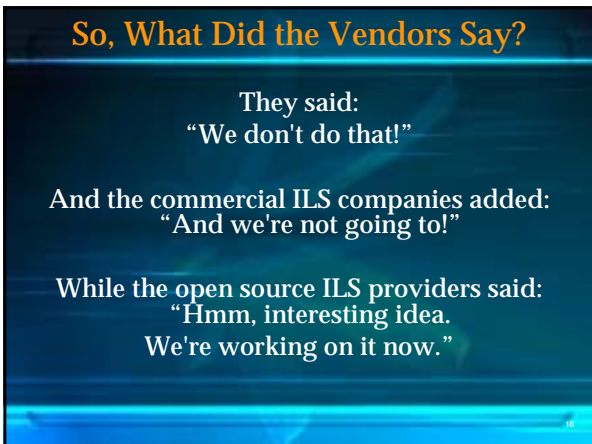 So, What Did the Vendors Say?
They said:
“We don't do that!”
And the commercial ILS companies added:
“And we're not going to!”
While the open source ILS providers said:
“Hmm, interesting idea.
We're working on it now.”
18